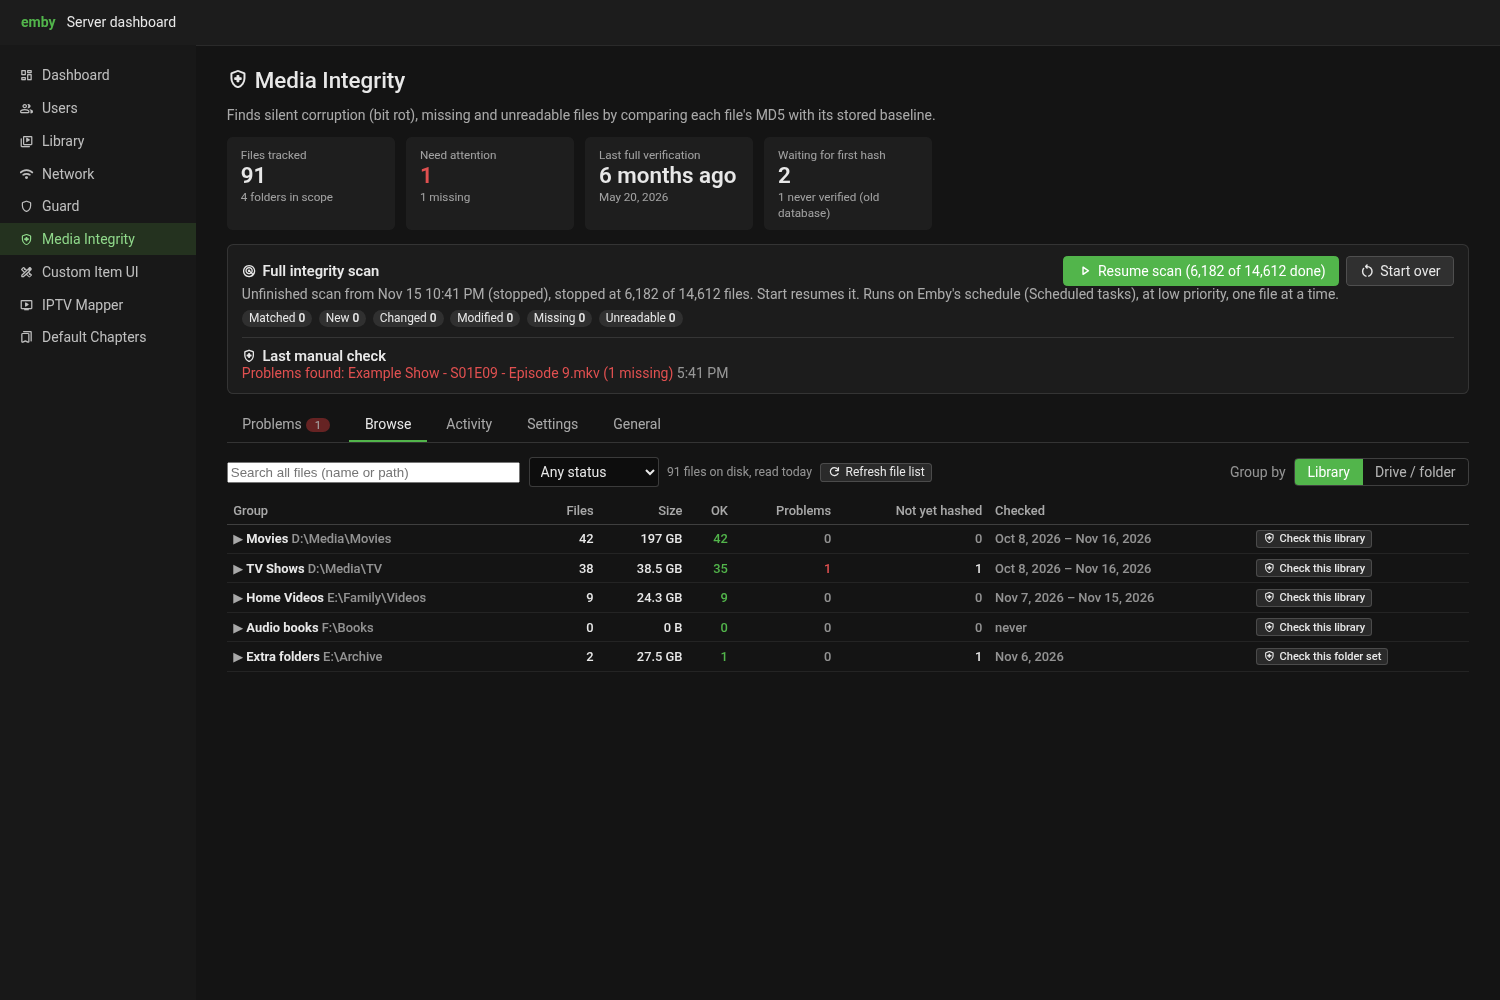 emby Server dashboard
Dashboard
Users
Library
Network
Guard
Media Integrity
Custom Item UI
IPTV Mapper
Default Chapters
Media Integrity
Finds silent corruption (bit rot), missing and unreadable files by comparing each file's MD5 with its stored baseline.
Files tracked
91
4 folders in scope
Need attention
1
1 missing
Last full verification
6 months ago
May 20, 2026
Waiting for first hash
2
1 never verified (old
database)
Full integrity scan
Resume scan (6,182 of 14,612 done)
Start over
Unfinished scan from Nov 15 10:41 PM (stopped), stopped at 6,182 of 14,612 files. Start resumes it. Runs on Emby's schedule (Scheduled tasks), at low priority, one file at a time.
Matched 0 New 0 Changed 0 Modified 0 Missing 0 Unreadable 0
Last manual check
Problems found: Example Show - S01E09 - Episode 9.mkv (1 missing) 5:41 PM
Problems 1 Browse Activity Settings General
Search all files (name or path) Any status 91 files on disk, read today Refresh file list Group by Library Drive / folder
Group Files Size OK Problems Not yet hashed Checked
▶ Movies D:\Media\Movies 42 197 GB 42 0 0 Oct 8, 2026 – Nov 16, 2026 Check this library
▶ TV Shows D:\Media\TV 38 38.5 GB 35 1 1 Oct 8, 2026 – Nov 16, 2026 Check this library
▶ Home Videos E:\Family\Videos 9 24.3 GB 9 0 0 Nov 7, 2026 – Nov 15, 2026 Check this library
▶ Audio books F:\Books 0 0 B 0 0 0 never Check this library
▶ Extra folders E:\Archive 2 27.5 GB 1 0 1 Nov 6, 2026 Check this folder set